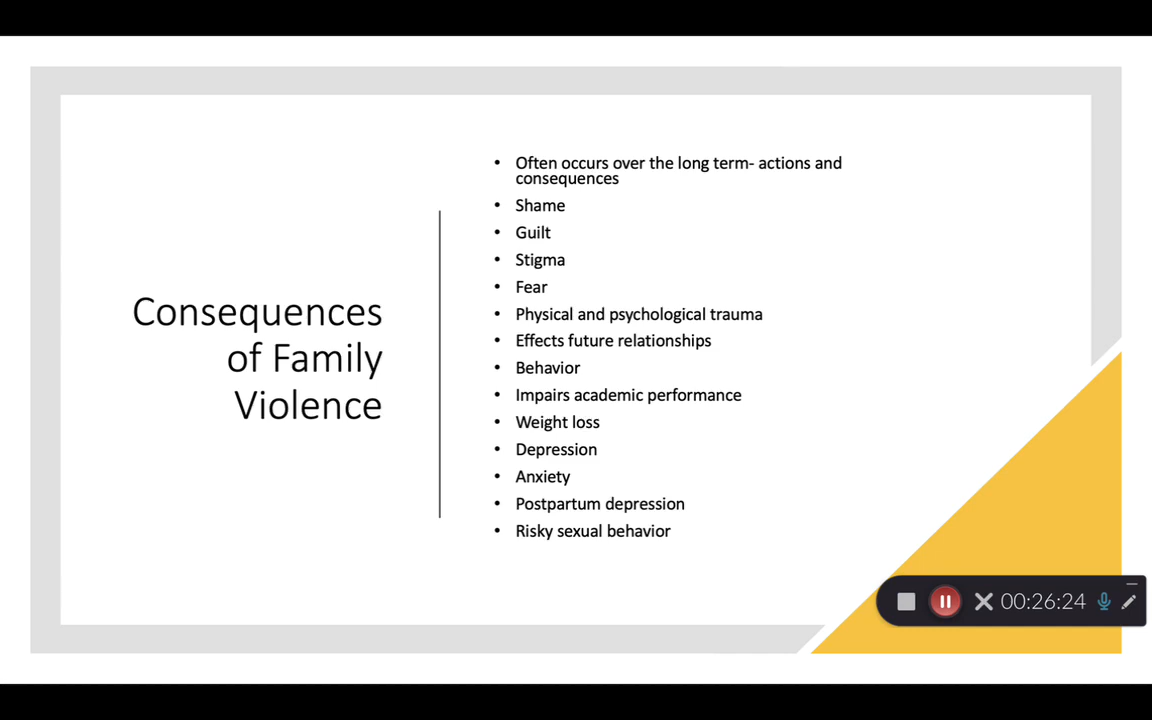 Consequences
of Family
Violence
• Often occurs over the long term- actions and
consequences
• Shame
• Guilt
• Stigma
• Fear
• Physical and psychological trauma
• Effects future relationships
• Behavior
• Impairs academic performance
• Weight loss
• Depression
• Anxiety
• Postpartum depression
• Risky sexual behavior
00:26:24